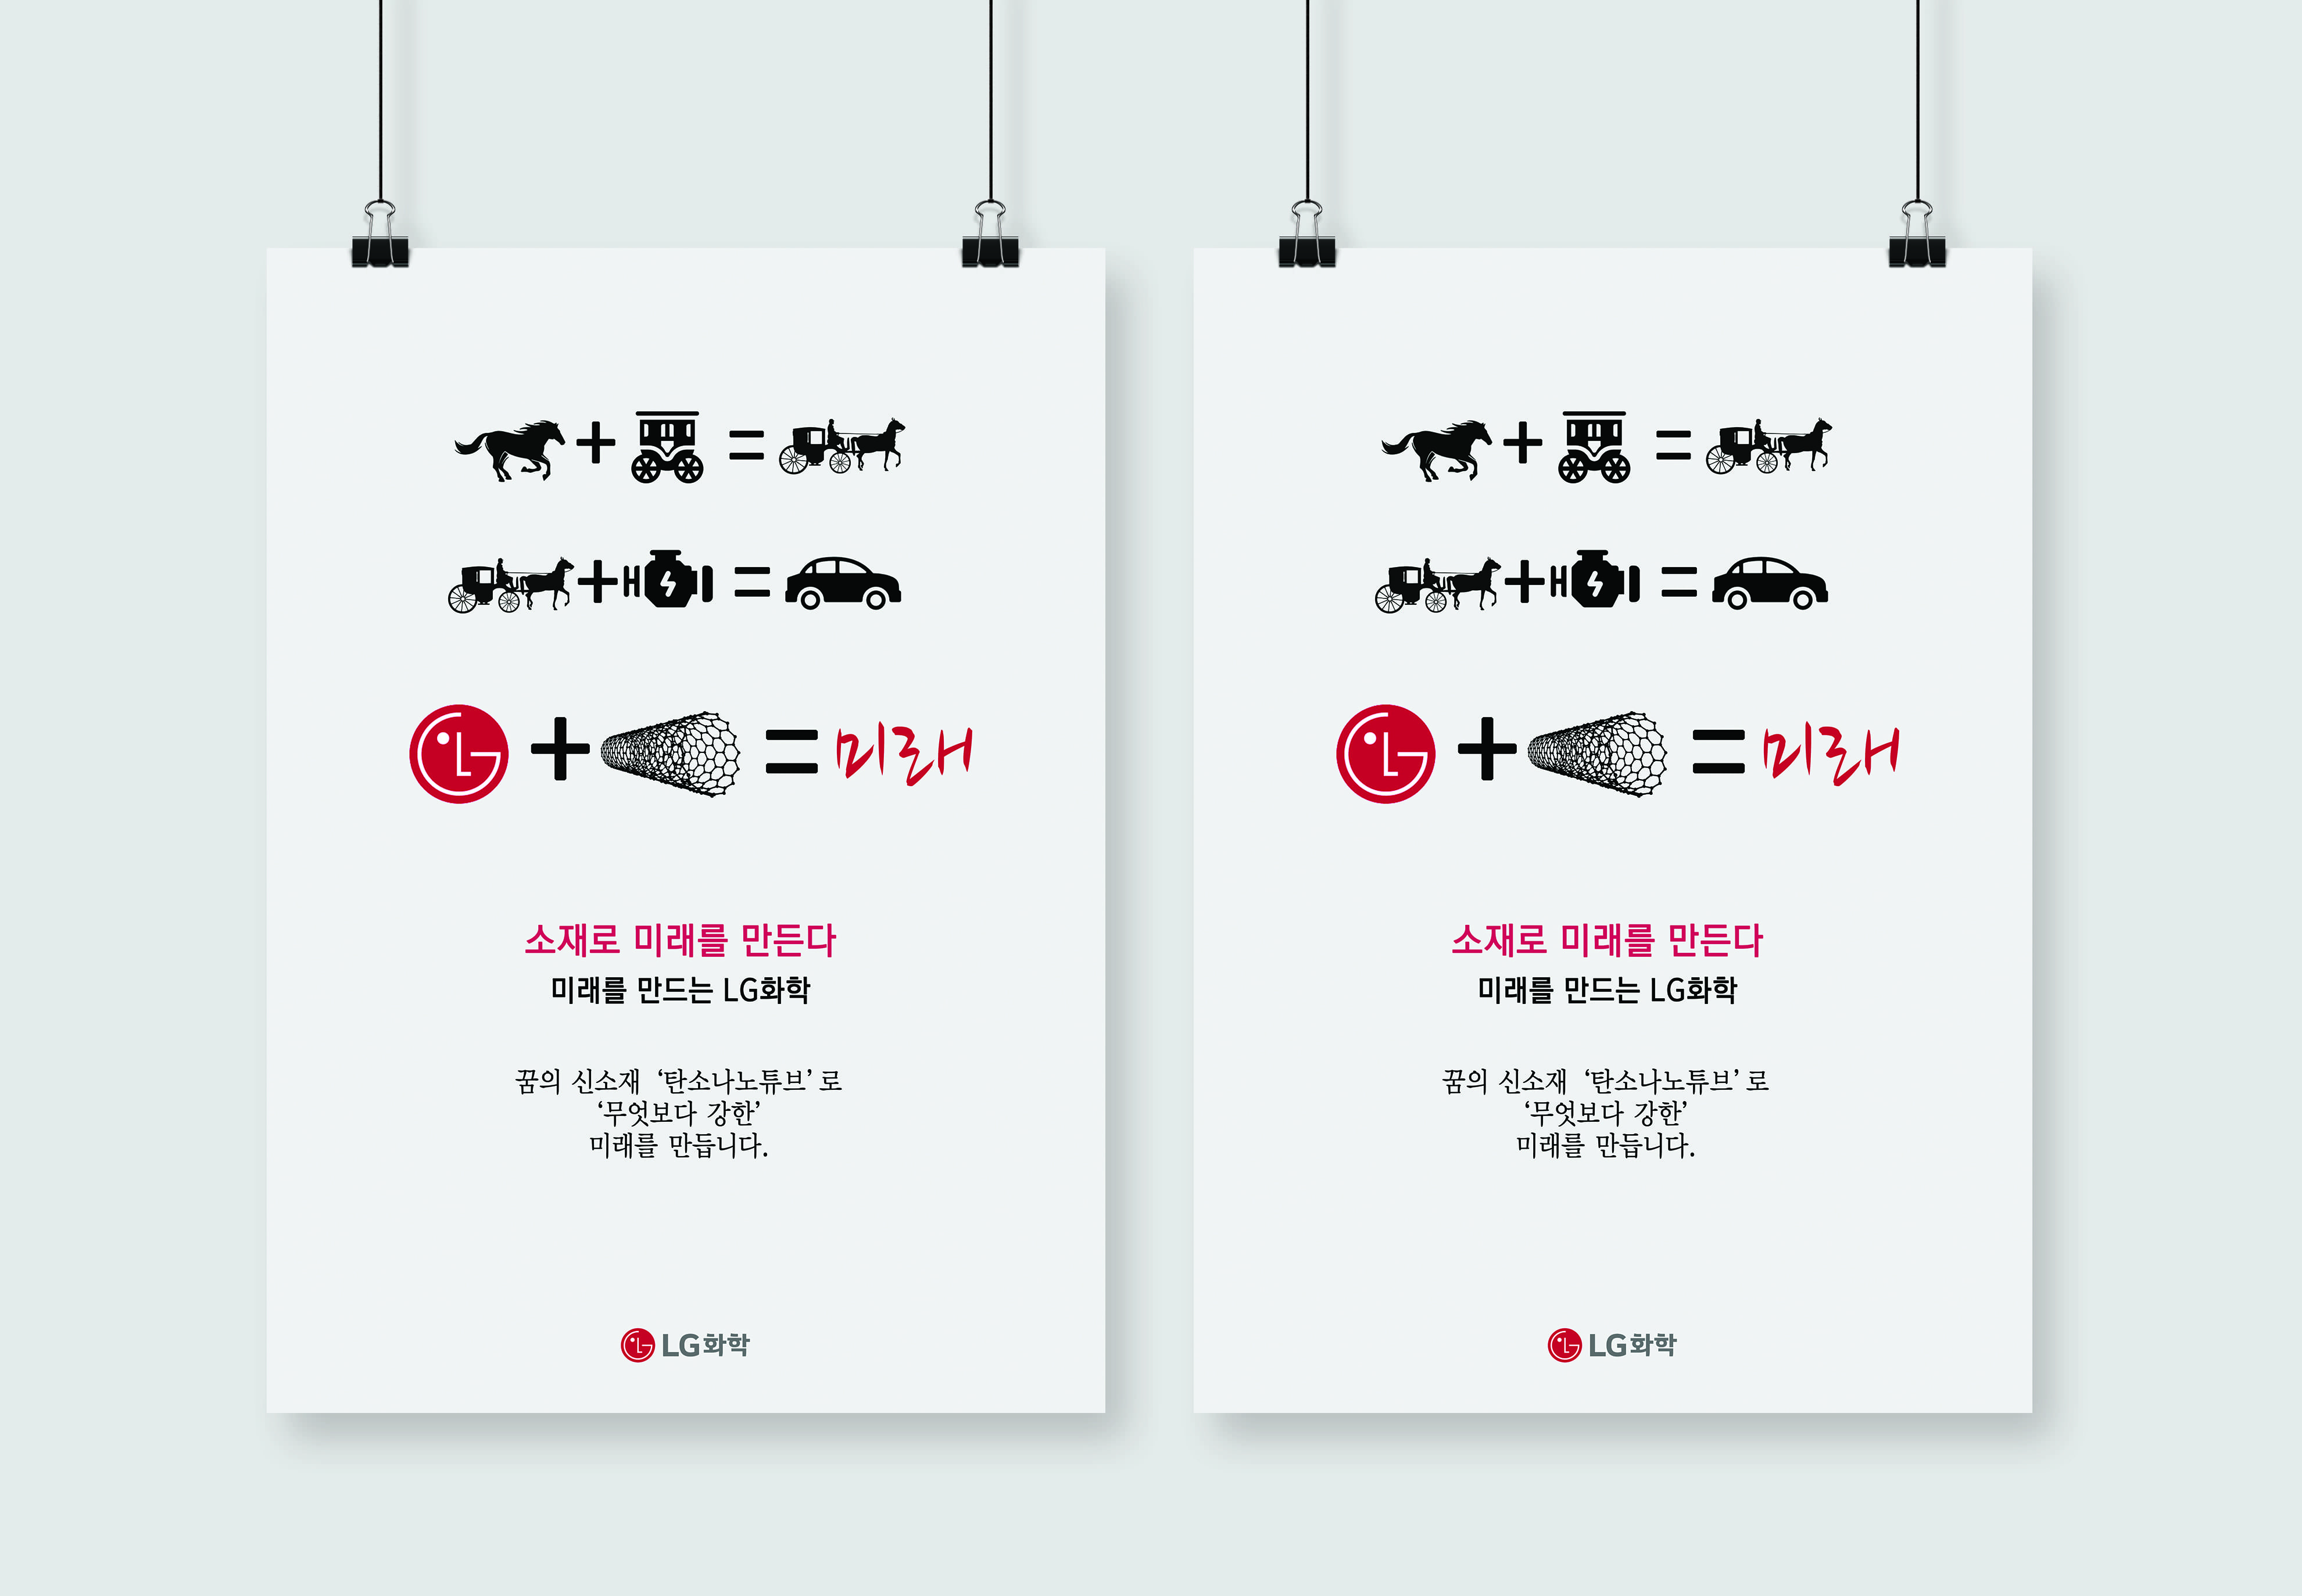 미래
소재로 미래를 만든다
미래를 만드는 LG화학
꿈의 신소재 ‘탄소나노튜브’ 로
‘무엇보다 강한’
미래를 만듭니다.
LG화학
미래
소재로 미래를 만든다
미래를 만드는 LG화학
꿈의 신소재 ‘탄소나노튜브’ 로
‘무엇보다 강한’
미래를 만듭니다.
LG화학